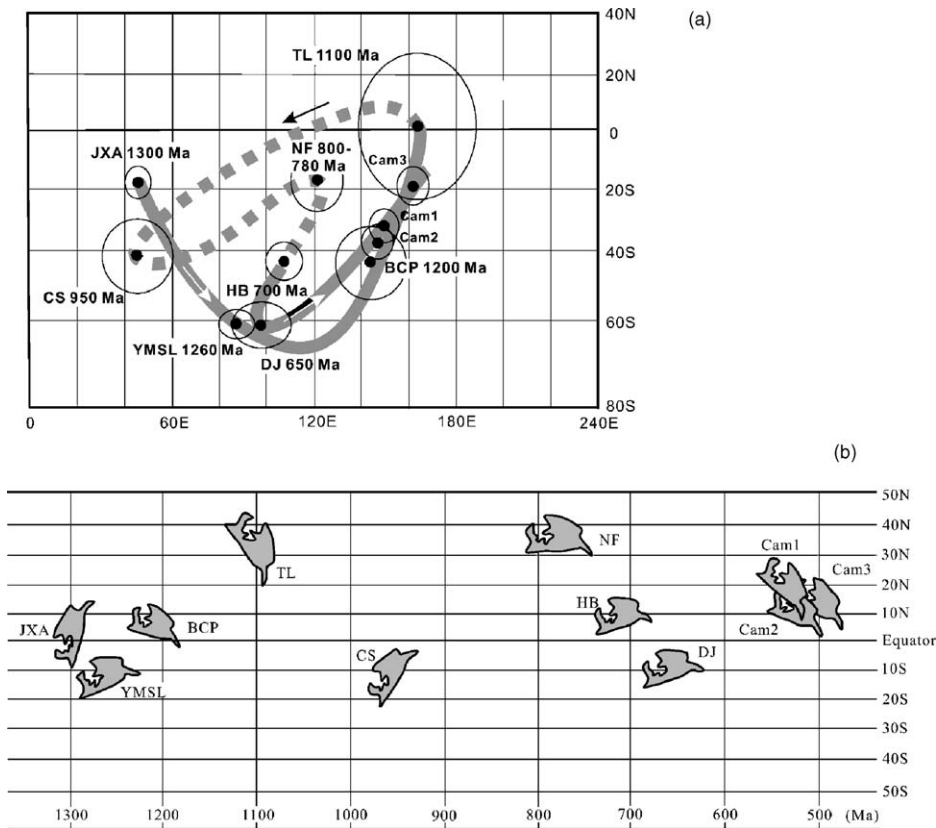 (a)
40N
20N
0
20S
40S
60S
80S
TL 1100 Ma
JXA 1300 Ma
NF 800-
780 Ma
Cam3
Cam1
Cam2
BCP 1200 Ma
HB 700 Ma
CS 950 Ma
YMSL 1260 Ma
DJ 650 Ma
0 60E 120E 180E 240E
(b)
50N
40N
30N
20N
10N
Equator
10S
20S
30S
40S
50S
TL
NF
Cam1
Cam3
HB
JXA
BCP
Cam2
CS
DJ
YMSL
1300 1200 1100 1000 900 800 700 600 500 (Ma)